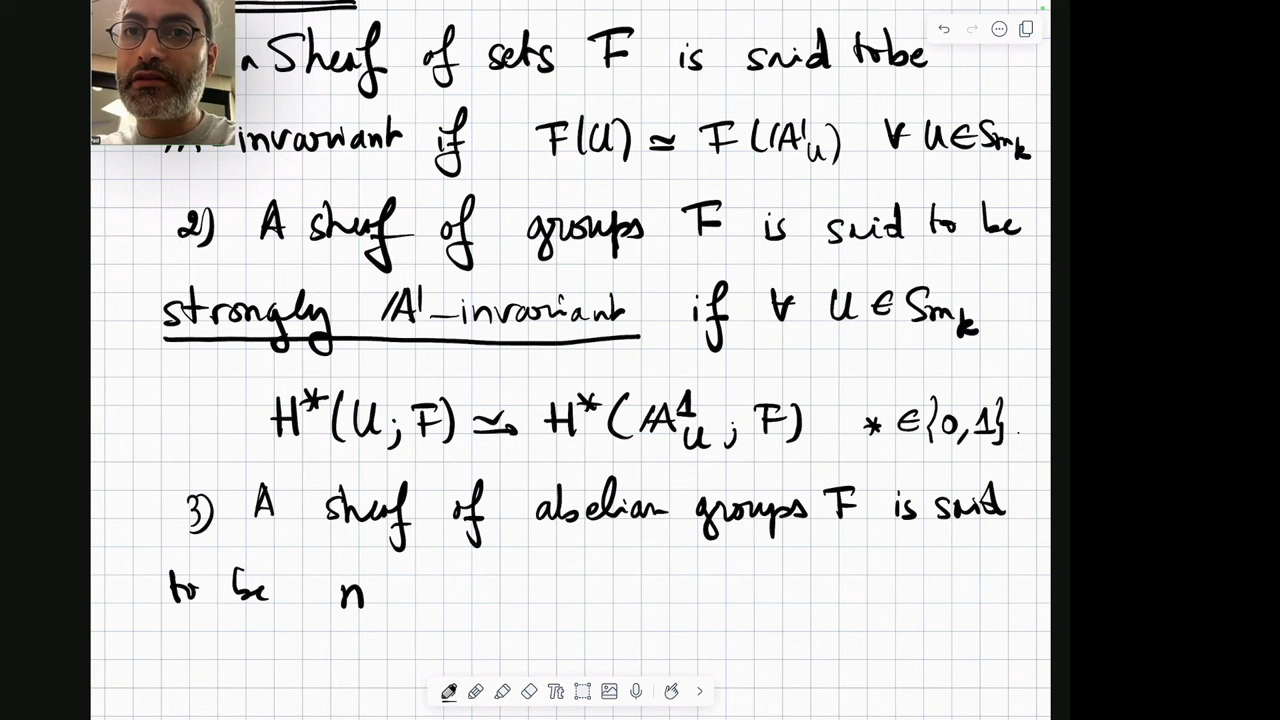 a Sheaf of sets F is said to be
invariant if F(U) ≃ F(𝔸¹_U) ∀ U ∈ Sm_k
2) A sheaf of groups F is said to be
strongly 𝔸¹-invariant if ∀ U ∈ Sm_k
H*(U; F) ⥲ H*(𝔸¹_U; F) * ∈ {0, 1}.
3) A sheaf of abelian groups F is said
to be n